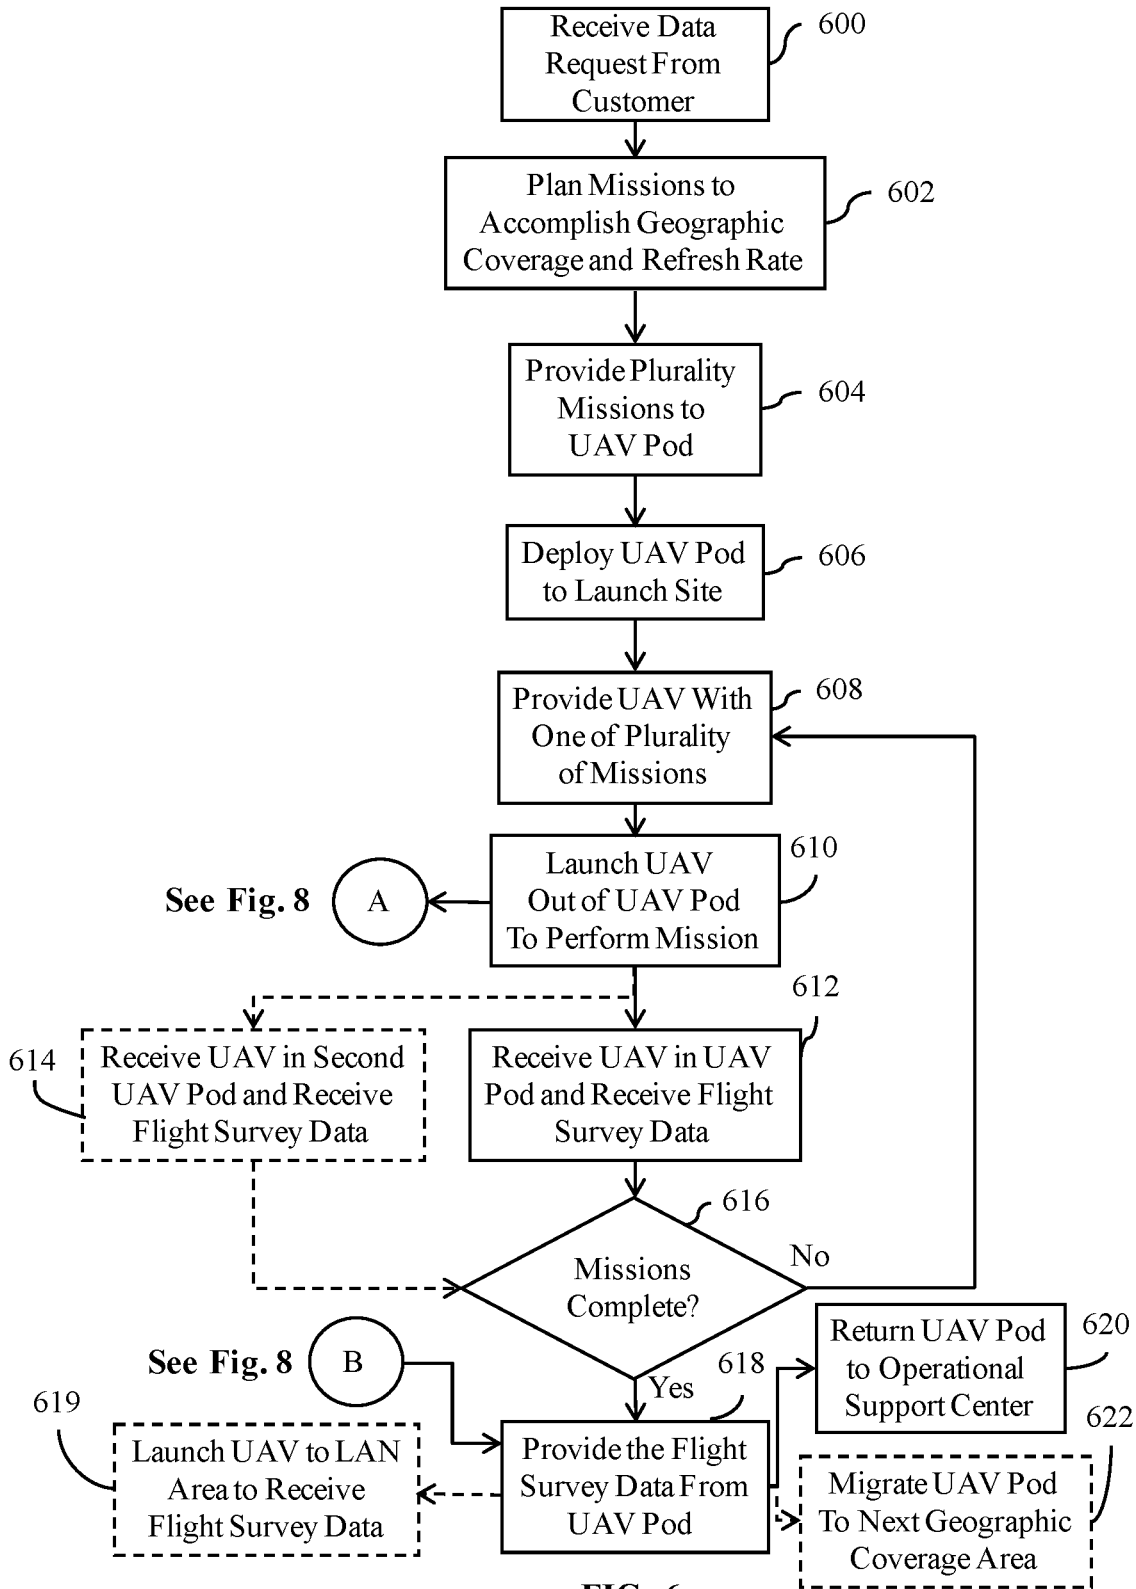 Receive Data
Request From
Customer
600
Plan Missions to
Accomplish Geographic
Coverage and Refresh Rate
602
Provide Plurality
Missions to
UAV Pod
604
Deploy UAV Pod
to Launch Site
606
Provide UAV With
One of Plurality
of Missions
608
Launch UAV
Out of UAV Pod
To Perform Mission
610
See Fig. 8
A
614
Receive UAV in Second
UAV Pod and Receive
Flight Survey Data
Receive UAV in UAV
Pod and Receive Flight
Survey Data
612
Missions
Complete?
616
No
Yes
See Fig. 8
B
618
Provide the Flight
Survey Data From
UAV Pod
619
Launch UAV to LAN
Area to Receive
Flight Survey Data
Return UAV Pod
to Operational
Support Center
620
Migrate UAV Pod
To Next Geographic
Coverage Area
622
FIG. 6